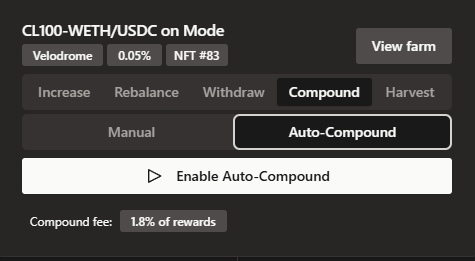 CL100-WETH/USDC on Mode
Velodrome 0.05% NFT #83
View farm
Increase Rebalance Withdraw Compound Harvest
Manual Auto-Compound
Enable Auto-Compound
Compound fee: 1.8% of rewards